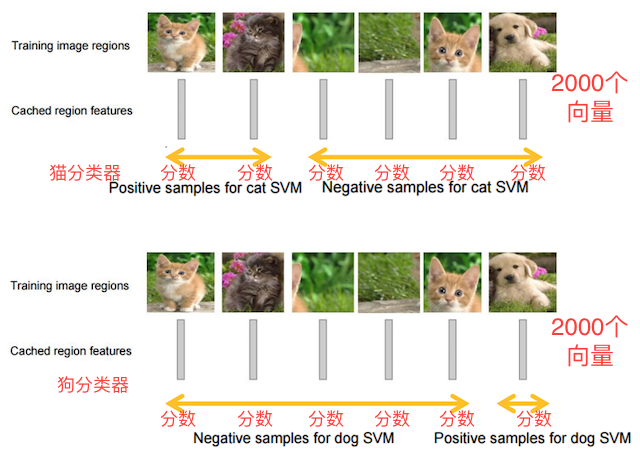 Training image regions
Cached region features
2000个
向量
猫分类器 分数 分数 分数 分数 分数 分数
Positive samples for cat SVM Negative samples for cat SVM
Training image regions
Cached region features
2000个
向量
狗分类器
分数 分数 分数 分数 分数 分数
Negative samples for dog SVM Positive samples for dog SVM